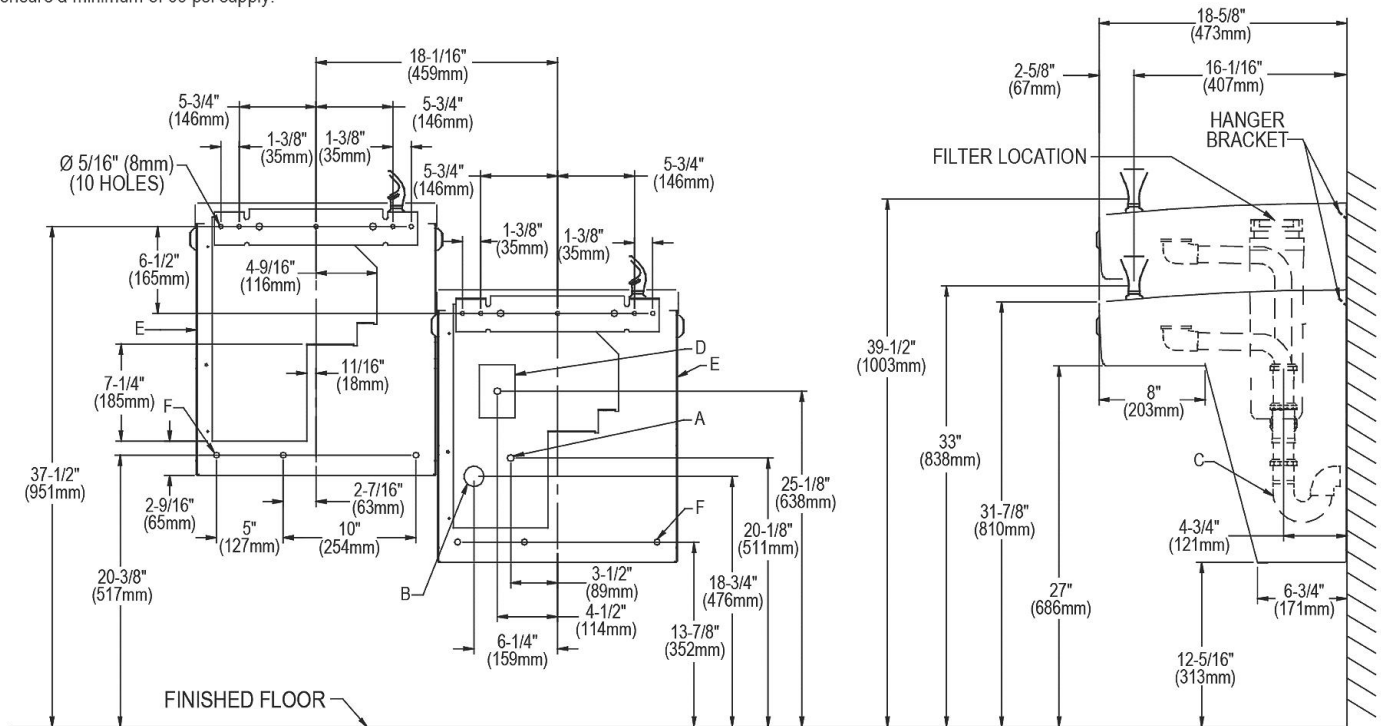 18-5/8"
(473mm)
18-1/16"
(459mm)
2-5/8"
(67mm)
16-1/16"
(407mm)
5-3/4"
(146mm)
5-3/4"
(146mm)
HANGER
BRACKET
1-3/8"
(35mm)
1-3/8"
(35mm)
Ø 5/16" (8mm)
(10 HOLES)
5-3/4"
(146mm)
5-3/4"
(146mm)
FILTER LOCATION
1-3/8"
(35mm)
1-3/8"
(35mm)
6-1/2"
(165mm)
4-9/16"
(116mm)
E
D
E
39-1/2"
(1003mm)
11/16"
(18mm)
7-1/4"
(185mm)
8"
(203mm)
F
A
33"
(838mm)
37-1/2"
(951mm)
C
25-1/8"
(638mm)
2-9/16"
(65mm)
2-7/16"
(63mm)
31-7/8"
(810mm)
F
5"
(127mm)
10"
(254mm)
20-1/8"
(511mm)
4-3/4"
(121mm)
20-3/8"
(517mm)
3-1/2"
(89mm)
18-3/4"
(476mm)
27"
(686mm)
6-3/4"
(171mm)
B
4-1/2"
(114mm)
13-7/8"
(352mm)
6-1/4"
(159mm)
12-5/16"
(313mm)
FINISHED FLOOR